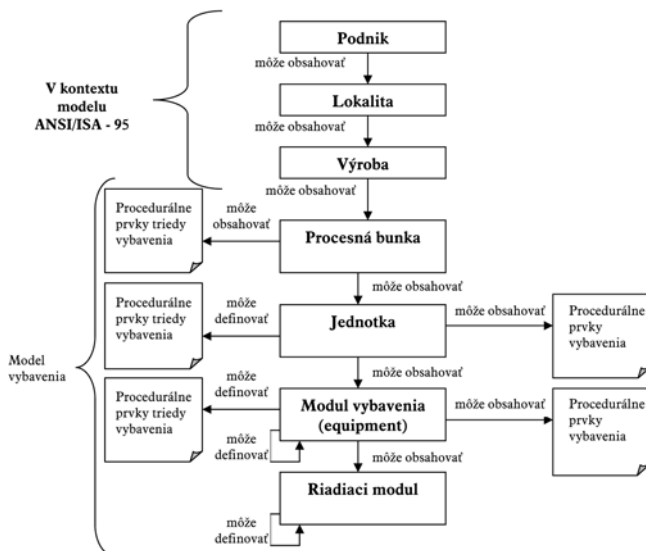 Podnik
môže obsahovať
V kontextu
modelu
ANSI/ISA - 95
Lokalita
môže obsahovať
Výroba
môže obsahovať
Procedurálne
prvky triedy
vybavenia
môže
obsahovať
Procesná bunka
môže obsahovať
Procedurálne
prvky triedy
vybavenia
môže
definovať
Jednotka
môže obsahovať
Procedurálne
prvky
vybavenia
Model
vybavenia
môže obsahovať
Procedurálne
prvky triedy
vybavenia
môže
definovať
Modul vybavenia
(equipment)
môže obsahovať
Procedurálne
prvky
vybavenia
môže
definovať
môže obsahovať
Riadiaci modul
môže
definovať